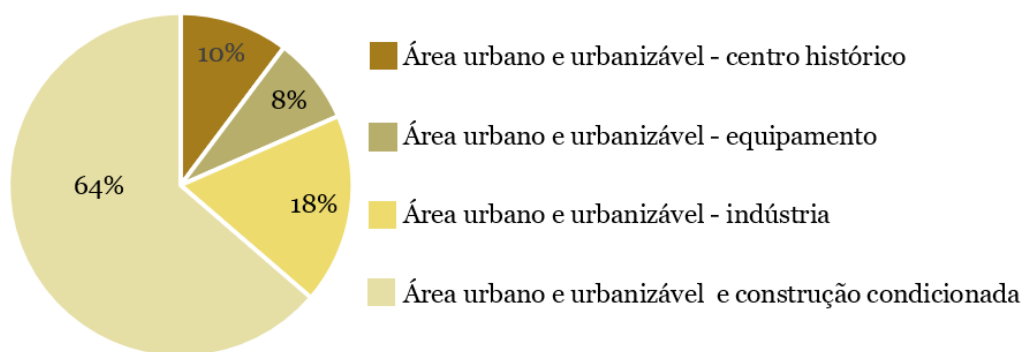 10%
8%
18%
64%
Área urbano e urbanizável - centro histórico
Área urbano e urbanizável - equipamento
Área urbano e urbanizável - indústria
Área urbano e urbanizável e construção condicionada